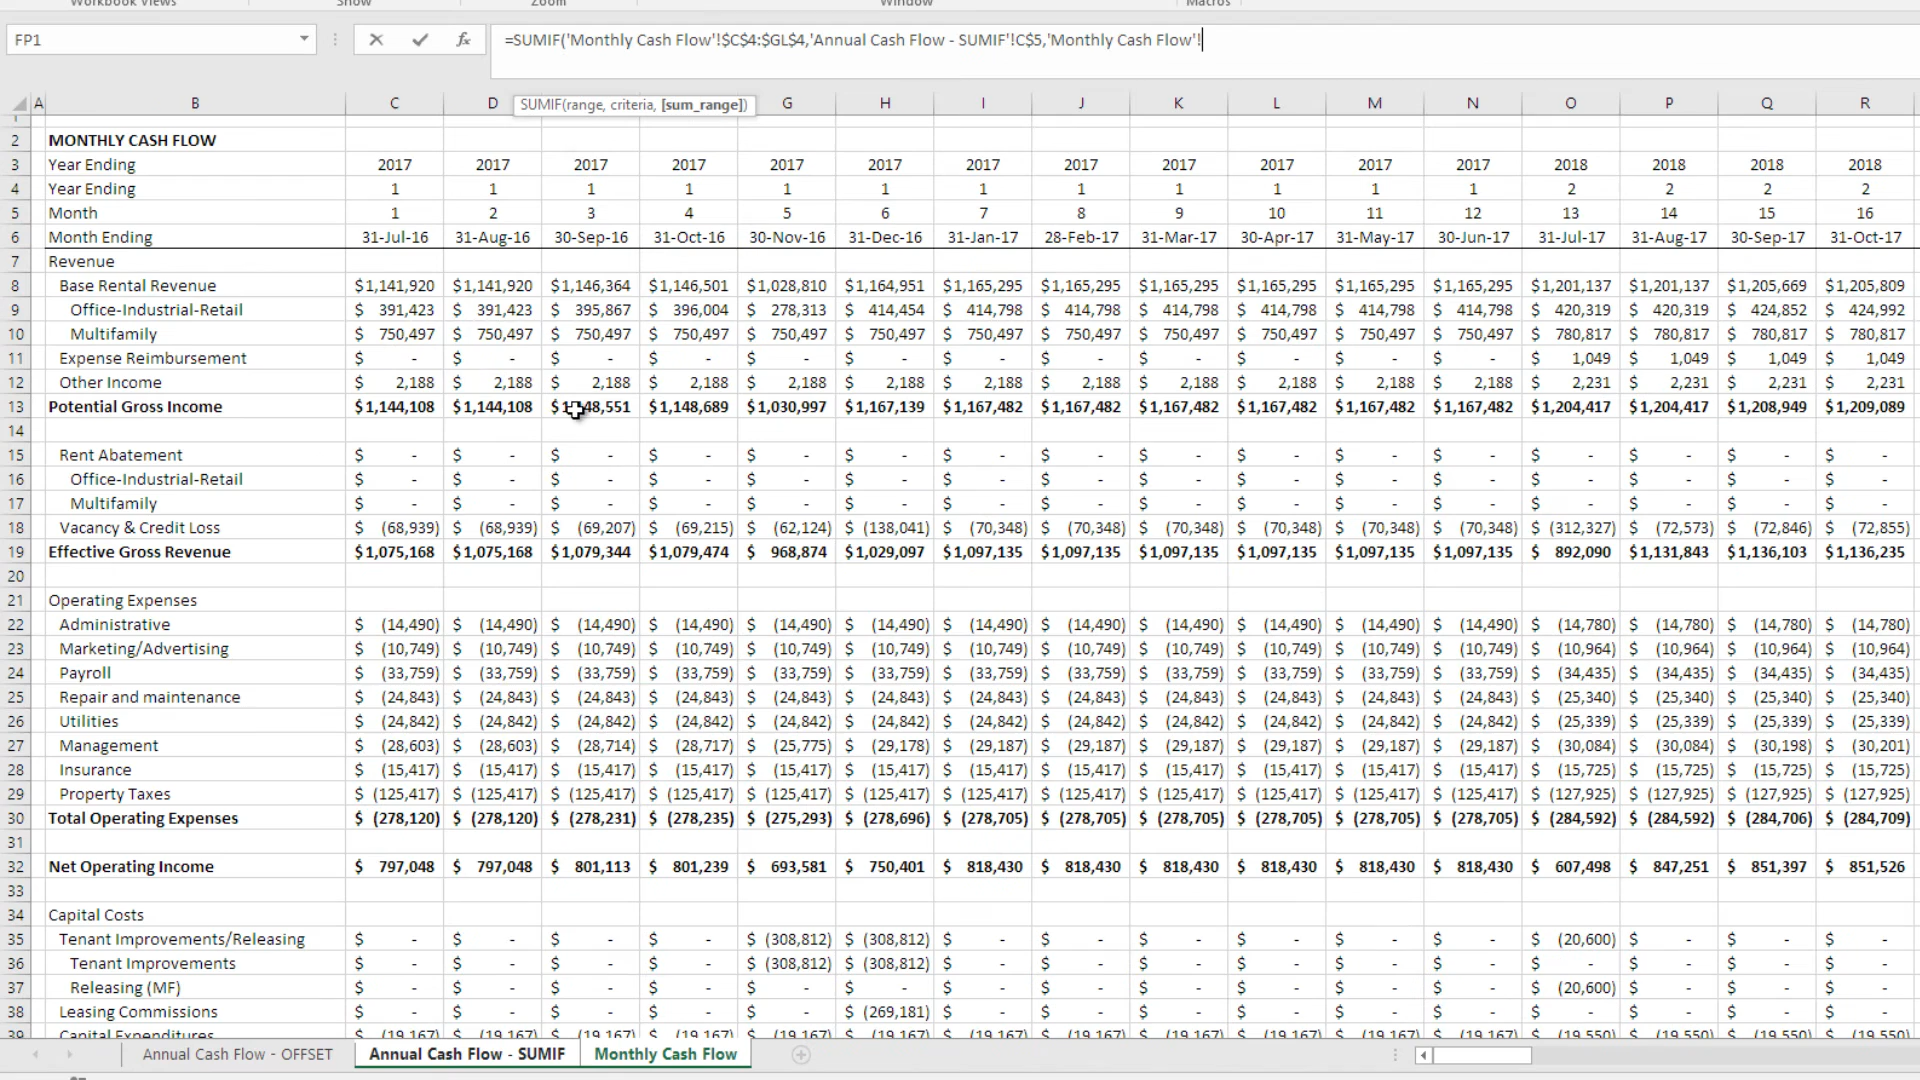 Workbook Views Show Zoom Window Macros
FP1 fx =SUMIF('Monthly Cash Flow'!$C$4:$GL$4,'Annual Cash Flow - SUMIF'!C$5,'Monthly Cash Flow'!
SUMIF(range, criteria, [sum_range])
A B C D G H I J K L M N O P Q R
1
2 MONTHLY CASH FLOW
3 Year Ending 2017 2017 2017 2017 2017 2017 2017 2017 2017 2017 2017 2017 2018 2018 2018 2018
4 Year Ending 1 1 1 1 1 1 1 1 1 1 1 1 2 2 2 2
5 Month 1 2 3 4 5 6 7 8 9 10 11 12 13 14 15 16
6 Month Ending 31-Jul-16 31-Aug-16 30-Sep-16 31-Oct-16 30-Nov-16 31-Dec-16 31-Jan-17 28-Feb-17 31-Mar-17 30-Apr-17 31-May-17 30-Jun-17 31-Jul-17 31-Aug-17 30-Sep-17 31-Oct-17
7 Revenue
8 Base Rental Revenue $1,141,920 $1,141,920 $1,146,364 $1,146,501 $1,028,810 $1,164,951 $1,165,295 $1,165,295 $1,165,295 $1,165,295 $1,165,295 $1,165,295 $1,201,137 $1,201,137 $1,205,669 $1,205,809
9 Office-Industrial-Retail $ 391,423 $ 391,423 $ 395,867 $ 396,004 $ 278,313 $ 414,454 $ 414,798 $ 414,798 $ 414,798 $ 414,798 $ 414,798 $ 414,798 $ 420,319 $ 420,319 $ 424,852 $ 424,992
10 Multifamily $ 750,497 $ 750,497 $ 750,497 $ 750,497 $ 750,497 $ 750,497 $ 750,497 $ 750,497 $ 750,497 $ 750,497 $ 750,497 $ 750,497 $ 780,817 $ 780,817 $ 780,817 $ 780,817
11 Expense Reimbursement $ - $ - $ - $ - $ - $ - $ - $ - $ - $ - $ - $ - $ 1,049 $ 1,049 $ 1,049 $ 1,049
12 Other Income $ 2,188 $ 2,188 $ 2,188 $ 2,188 $ 2,188 $ 2,188 $ 2,188 $ 2,188 $ 2,188 $ 2,188 $ 2,188 $ 2,188 $ 2,231 $ 2,231 $ 2,231 $ 2,231
13 Potential Gross Income $1,144,108 $1,144,108 $1,148,551 $1,148,689 $1,030,997 $1,167,139 $1,167,482 $1,167,482 $1,167,482 $1,167,482 $1,167,482 $1,167,482 $1,204,417 $1,204,417 $1,208,949 $1,209,089
14
15 Rent Abatement $ - $ - $ - $ - $ - $ - $ - $ - $ - $ - $ - $ - $ - $ - $ - $ -
16 Office-Industrial-Retail $ - $ - $ - $ - $ - $ - $ - $ - $ - $ - $ - $ - $ - $ - $ - $ -
17 Multifamily $ - $ - $ - $ - $ - $ - $ - $ - $ - $ - $ - $ - $ - $ - $ - $ -
18 Vacancy & Credit Loss $ (68,939) $ (68,939) $ (69,207) $ (69,215) $ (62,124) $ (138,041) $ (70,348) $ (70,348) $ (70,348) $ (70,348) $ (70,348) $ (70,348) $ (312,327) $ (72,573) $ (72,846) $ (72,855)
19 Effective Gross Revenue $1,075,168 $1,075,168 $1,079,344 $1,079,474 $ 968,874 $1,029,097 $1,097,135 $1,097,135 $1,097,135 $1,097,135 $1,097,135 $1,097,135 $ 892,090 $1,131,843 $1,136,103 $1,136,235
20
21 Operating Expenses
22 Administrative $ (14,490) $ (14,490) $ (14,490) $ (14,490) $ (14,490) $ (14,490) $ (14,490) $ (14,490) $ (14,490) $ (14,490) $ (14,490) $ (14,490) $ (14,780) $ (14,780) $ (14,780) $ (14,780)
23 Marketing/Advertising $ (10,749) $ (10,749) $ (10,749) $ (10,749) $ (10,749) $ (10,749) $ (10,749) $ (10,749) $ (10,749) $ (10,749) $ (10,749) $ (10,749) $ (10,964) $ (10,964) $ (10,964) $ (10,964)
24 Payroll $ (33,759) $ (33,759) $ (33,759) $ (33,759) $ (33,759) $ (33,759) $ (33,759) $ (33,759) $ (33,759) $ (33,759) $ (33,759) $ (33,759) $ (34,435) $ (34,435) $ (34,435) $ (34,435)
25 Repair and maintenance $ (24,843) $ (24,843) $ (24,843) $ (24,843) $ (24,843) $ (24,843) $ (24,843) $ (24,843) $ (24,843) $ (24,843) $ (24,843) $ (24,843) $ (25,340) $ (25,340) $ (25,340) $ (25,340)
26 Utilities $ (24,842) $ (24,842) $ (24,842) $ (24,842) $ (24,842) $ (24,842) $ (24,842) $ (24,842) $ (24,842) $ (24,842) $ (24,842) $ (24,842) $ (25,339) $ (25,339) $ (25,339) $ (25,339)
27 Management $ (28,603) $ (28,603) $ (28,714) $ (28,717) $ (25,775) $ (29,178) $ (29,187) $ (29,187) $ (29,187) $ (29,187) $ (29,187) $ (29,187) $ (30,084) $ (30,084) $ (30,198) $ (30,201)
28 Insurance $ (15,417) $ (15,417) $ (15,417) $ (15,417) $ (15,417) $ (15,417) $ (15,417) $ (15,417) $ (15,417) $ (15,417) $ (15,417) $ (15,417) $ (15,725) $ (15,725) $ (15,725) $ (15,725)
29 Property Taxes $ (125,417) $ (125,417) $ (125,417) $ (125,417) $ (125,417) $ (125,417) $ (125,417) $ (125,417) $ (125,417) $ (125,417) $ (125,417) $ (125,417) $ (127,925) $ (127,925) $ (127,925) $ (127,925)
30 Total Operating Expenses $ (278,120) $ (278,120) $ (278,231) $ (278,235) $ (275,293) $ (278,696) $ (278,705) $ (278,705) $ (278,705) $ (278,705) $ (278,705) $ (278,705) $ (284,592) $ (284,592) $ (284,706) $ (284,709)
31
32 Net Operating Income $ 797,048 $ 797,048 $ 801,113 $ 801,239 $ 693,581 $ 750,401 $ 818,430 $ 818,430 $ 818,430 $ 818,430 $ 818,430 $ 818,430 $ 607,498 $ 847,251 $ 851,397 $ 851,526
33
34 Capital Costs
35 Tenant Improvements/Releasing $ - $ - $ - $ - $ (308,812) $ (308,812) $ - $ - $ - $ - $ - $ - $ (20,600) $ - $ - $ -
36 Tenant Improvements $ - $ - $ - $ - $ (308,812) $ (308,812) $ - $ - $ - $ - $ - $ - $ - $ - $ - $ -
37 Releasing (MF) $ - $ - $ - $ - $ - $ - $ - $ - $ - $ - $ - $ - $ (20,600) $ - $ - $ -
38 Leasing Commissions $ - $ - $ - $ - $ - $ (269,181) $ - $ - $ - $ - $ - $ - $ - $ - $ - $ -
39 Capital Expenditures $ (19,167) $ (19,167) $ (19,167) $ (19,167) $ (19,167) $ (19,167) $ (19,167) $ (19,167) $ (19,167) $ (19,167) $ (19,167) $ (19,167) $ (19,550) $ (19,550) $ (19,550) $ (19,550)
Annual Cash Flow - OFFSET Annual Cash Flow - SUMIF Monthly Cash Flow